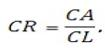 CR = CA / CL.